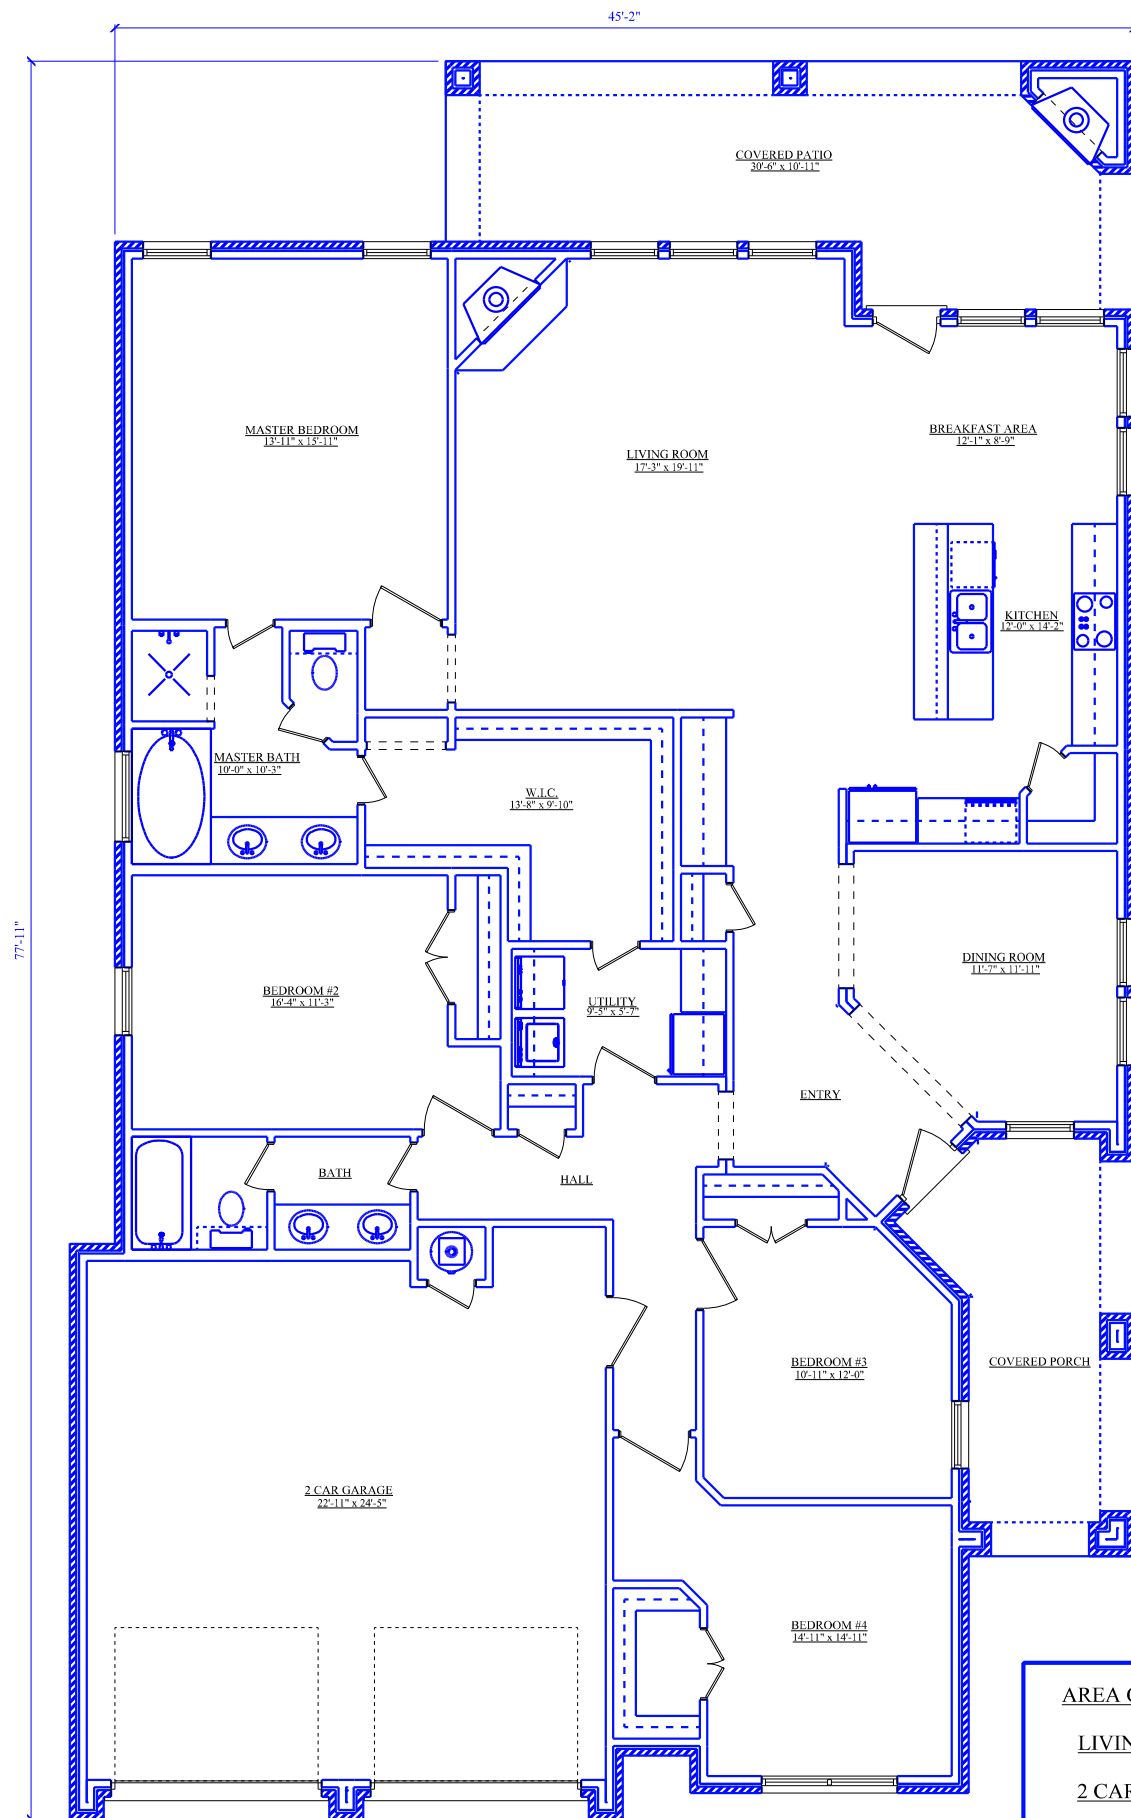 45'-2"
COVERED PATIO
30'-6" x 10'-11"
MASTER BEDROOM
13'-11" x 15'-11"
LIVING ROOM
17'-3" x 19'-11"
BREAKFAST AREA
12'-1" x 8'-9"
KITCHEN
12'-0" x 14'-2"
MASTER BATH
10'-0" x 10'-3"
W.I.C.
13'-8" x 9'-10"
77'-11"
DINING ROOM
11'-7" x 11'-11"
BEDROOM #2
16'-4" x 11'-3"
UTILITY
9'-5" x 5'-7"
ENTRY
BATH
HALL
BEDROOM #3
10'-11" x 12'-0"
COVERED PORCH
2 CAR GARAGE
22'-11" x 24'-5"
BEDROOM #4
14'-11" x 14'-11"
AREA
LIVIN
2 CAR